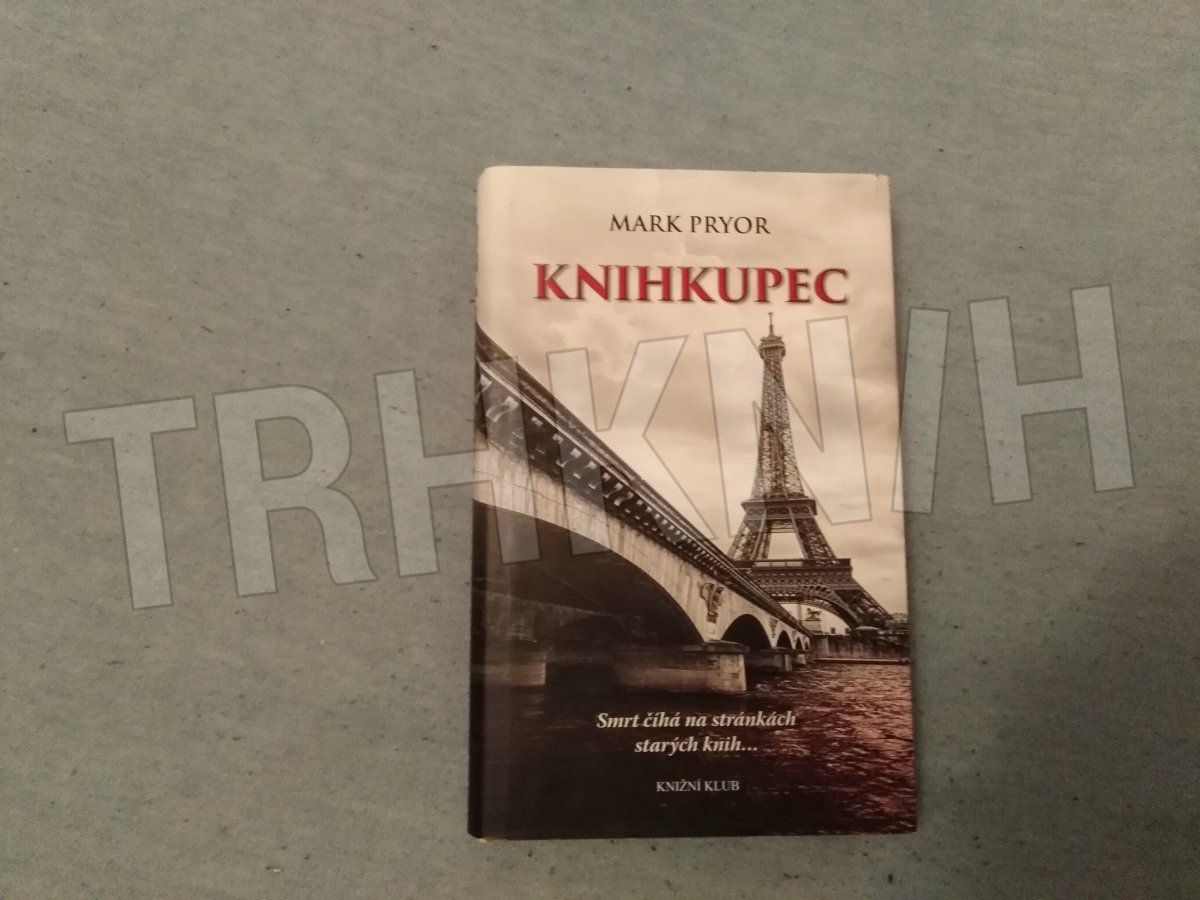 MARK PRYOR
KNIHKUPEC
TRHKNIH
Smrt číhá na stránkách
starých knih...
KNIŽNÍ KLUB